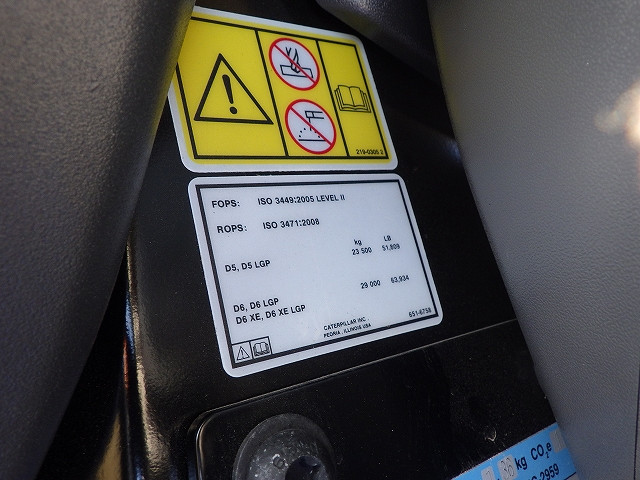 219-0306 2
FOPS: ISO 3449:2005 LEVEL II
ROPS: ISO 3471:2008
kg LB
D5, D5 LGP 23 500 51,809
D6, D6 LGP 29 000 63,934
D6 XE, D6 XE LGP
CATERPILLAR INC.
PEORIA, ILLINOIS USA
651-6758
kg CO₂e
2959